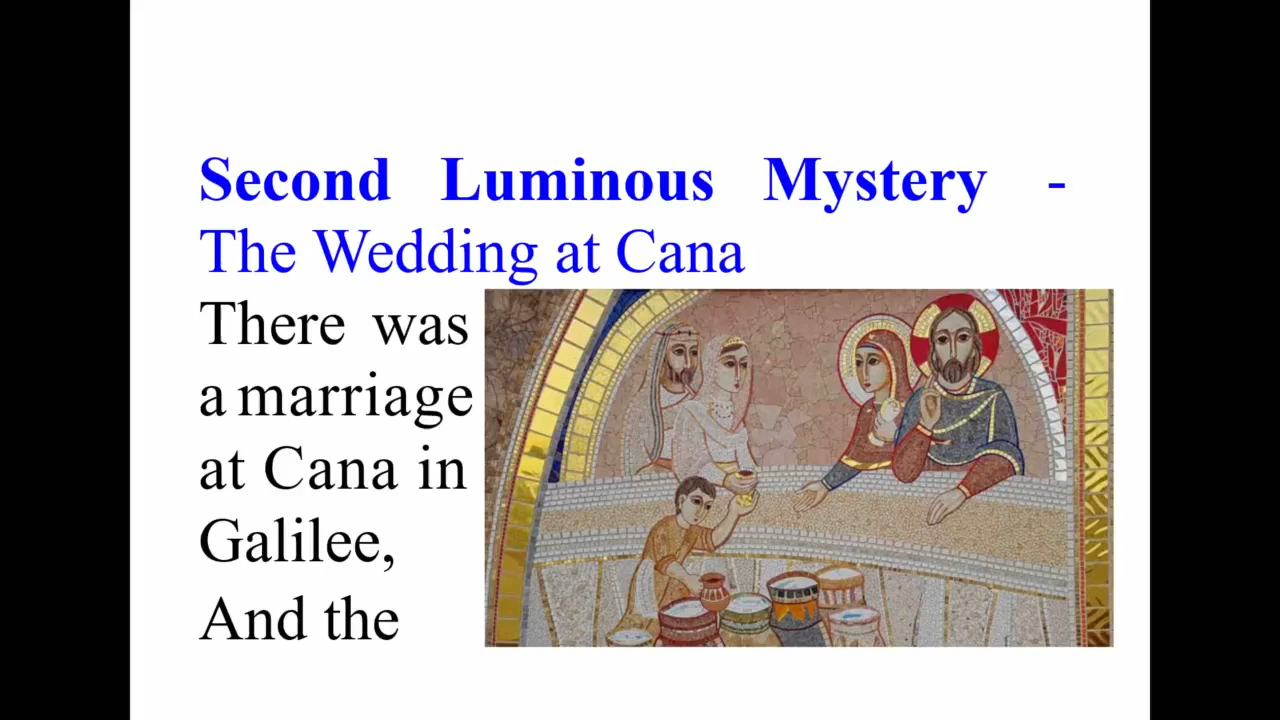 Second Luminous Mystery -
The Wedding at Cana
There was
a marriage
at Cana in
Galilee,
And the